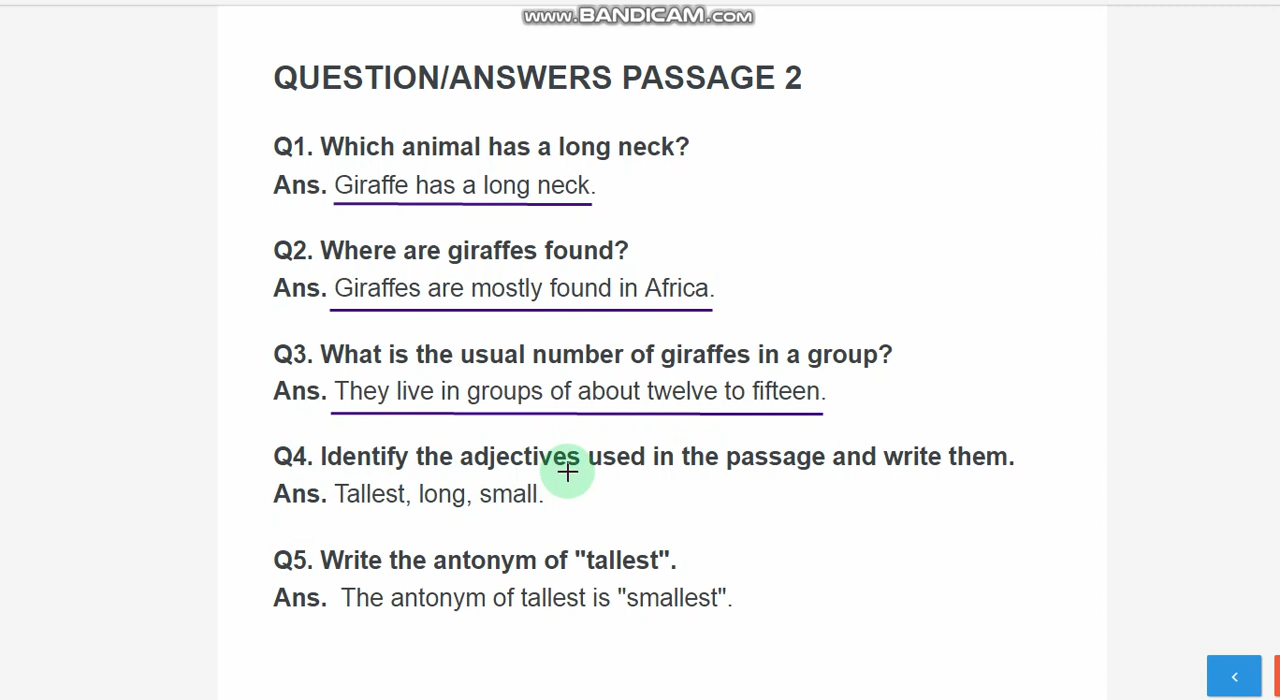 www.BANDICAM.com
QUESTION/ANSWERS PASSAGE 2
Q1. Which animal has a long neck?
Ans. Giraffe has a long neck.
Q2. Where are giraffes found?
Ans. Giraffes are mostly found in Africa.
Q3. What is the usual number of giraffes in a group?
Ans. They live in groups of about twelve to fifteen.
Q4. Identify the adjectives used in the passage and write them.
Ans. Tallest, long, small.
Q5. Write the antonym of "tallest".
Ans. The antonym of tallest is "smallest".